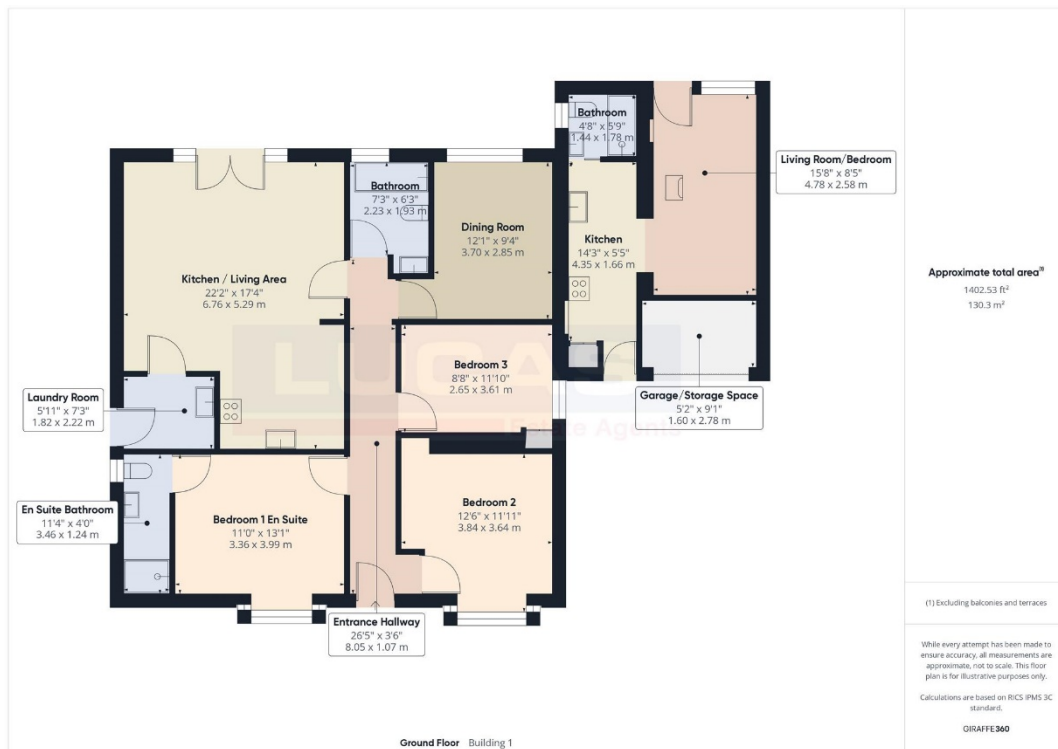 Bathroom
4'8" x 5'9"
1.44 x 1.78 m
Living Room/Bedroom
15'8" x 8'5"
4.78 x 2.58 m
Bathroom
7'3" x 6'3"
2.23 x 1.93 m
Dining Room
12'1" x 9'4"
3.70 x 2.85 m
Kitchen
14'3" x 5'5"
4.35 x 1.66 m
Kitchen / Living Area
22'2" x 17'4"
6.76 x 5.29 m
LUCAS
Estate Agents
Bedroom 3
8'8" x 11'10"
2.65 x 3.61 m
Garage/Storage Space
5'2" x 9'1"
1.60 x 2.78 m
Laundry Room
5'11" x 7'3"
1.82 x 2.22 m
En Suite Bathroom
11'4" x 4'0"
3.46 x 1.24 m
Bedroom 1 En Suite
11'0" x 13'1"
3.36 x 3.99 m
Bedroom 2
12'6" x 11'11"
3.84 x 3.64 m
Entrance Hallway
26'5" x 3'6"
8.05 x 1.07 m
Ground Floor Building 1
Approximate total area⁽¹⁾
1402.53 ft²
130.3 m²
(1) Excluding balconies and terraces
While every attempt has been made to
ensure accuracy, all measurements are
approximate, not to scale. This floor
plan is for illustrative purposes only.
Calculations are based on RICS IPMS 3C
standard.
GIRAFFE360